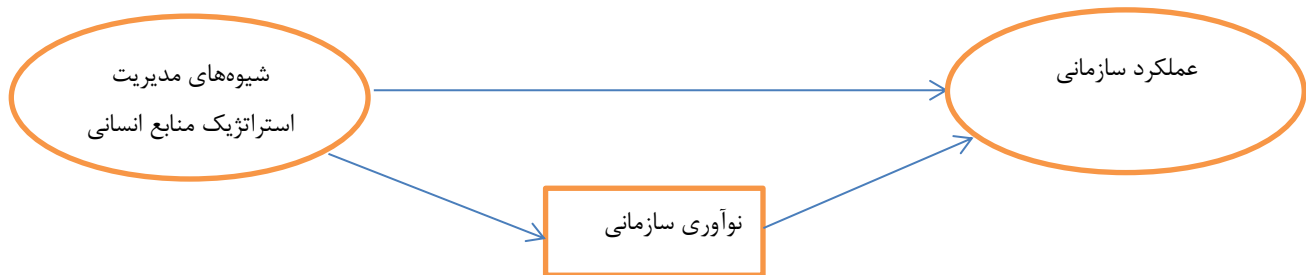 شیوه‌های مدیریت
استراتژیک منابع انسانی
عملکرد سازمانی
نوآوری سازمانی